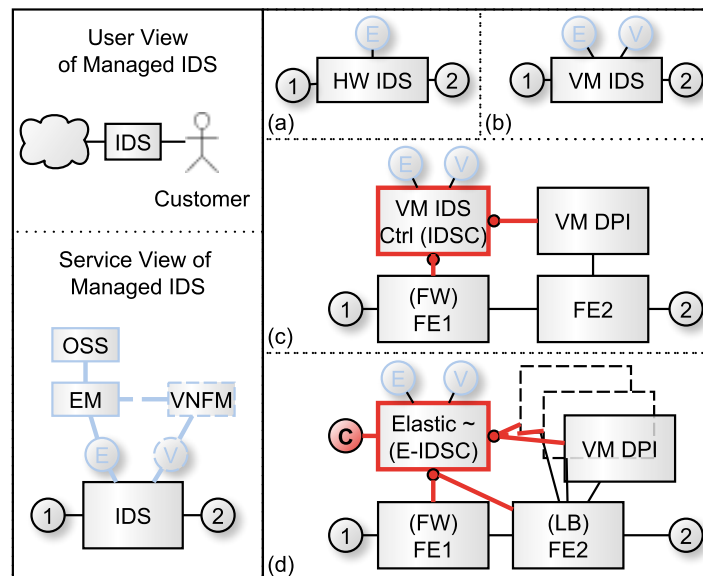 User View
of Managed IDS
IDS
Customer
Service View of
Managed IDS
OSS
EM
VNFM
E
V
1
IDS
2
E
1
HW IDS
2
(a)
E
V
1
VM IDS
2
(b)
E
V
VM IDS
Ctrl (IDSC)
VM DPI
1
(FW)
FE1
FE2
2
(c)
E
V
C
Elastic ~
(E-IDSC)
VM DPI
1
(FW)
FE1
(LB)
FE2
2
(d)